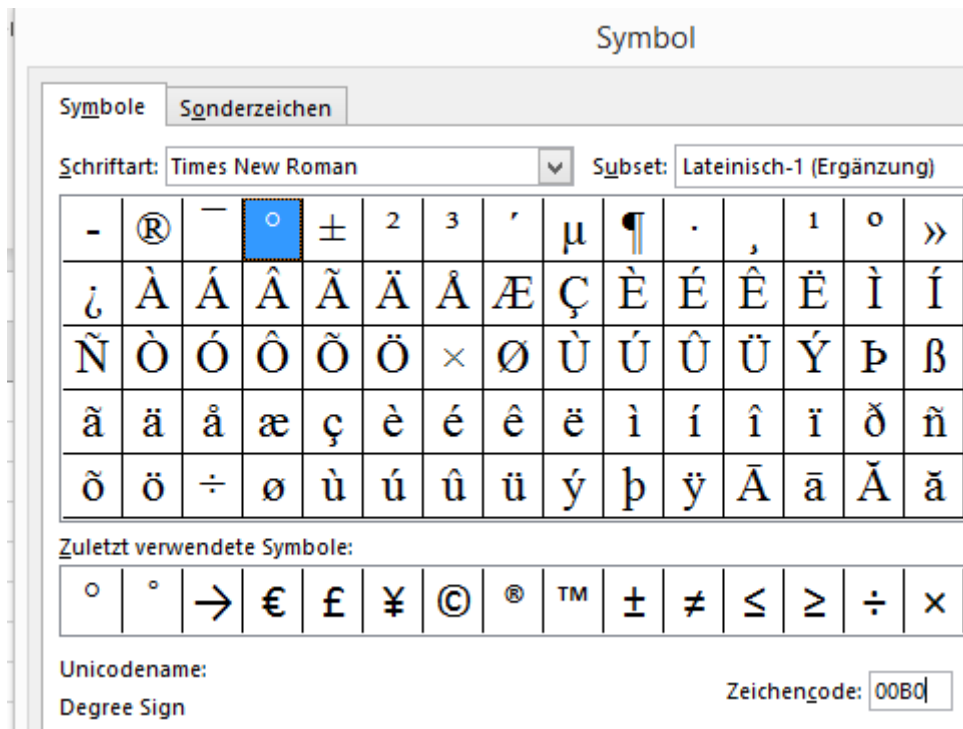 Symbol
Symbole Sonderzeichen
Schriftart: Times New Roman Subset: Lateinisch-1 (Ergänzung)
- ® ¯ ° ± ² ³ ´ µ ¶ · ¸ ¹ º »
¿ À Á Â Ã Ä Å Æ Ç È É Ê Ë Ì Í
Ñ Ò Ó Ô Õ Ö × Ø Ù Ú Û Ü Ý Þ ß
ã ä å æ ç è é ê ë ì í î ï ð ñ
õ ö ÷ ø ù ú û ü ý þ ÿ Ā ā Ă ă
Zuletzt verwendete Symbole:
° ˚ → € £ ¥ © ® ™ ± ≠ ≤ ≥ ÷ ×
Unicodename:
Degree Sign Zeichencode: 00B0